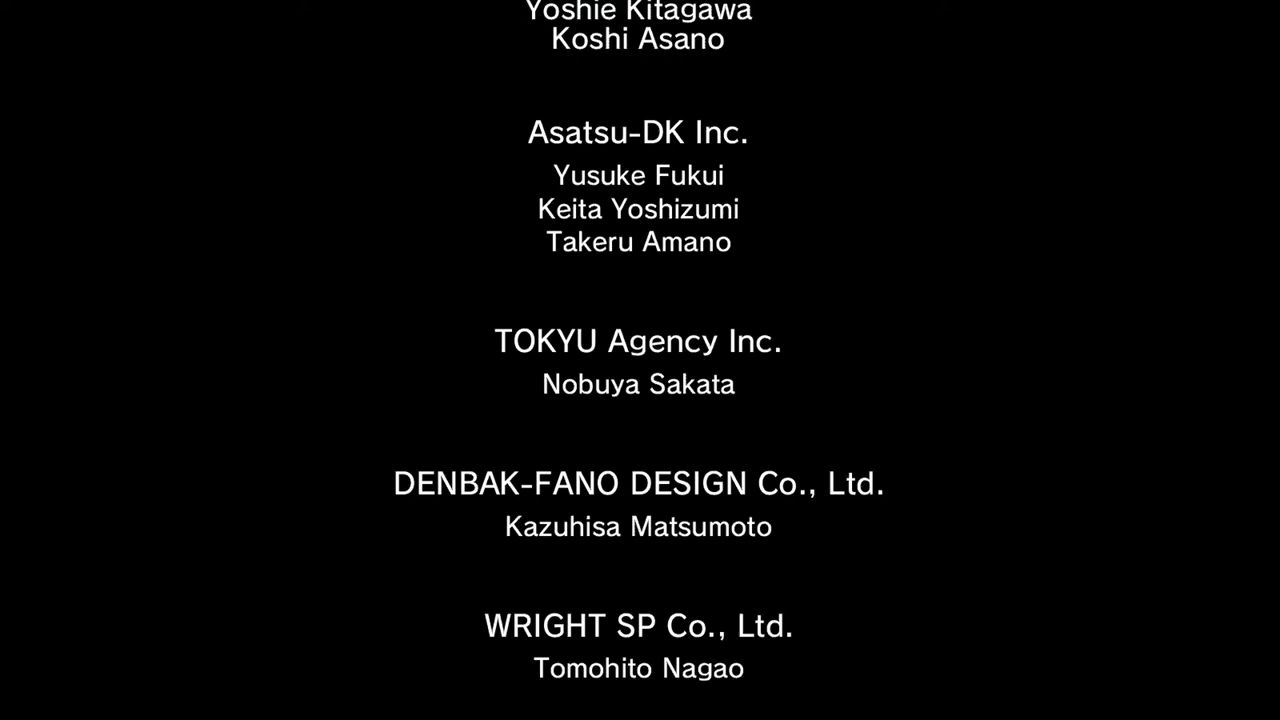 Yoshie Kitagawa
Koshi Asano
Asatsu-DK Inc.
Yusuke Fukui
Keita Yoshizumi
Takeru Amano
TOKYU Agency Inc.
Nobuya Sakata
DENBAK-FANO DESIGN Co., Ltd.
Kazuhisa Matsumoto
WRIGHT SP Co., Ltd.
Tomohito Nagao